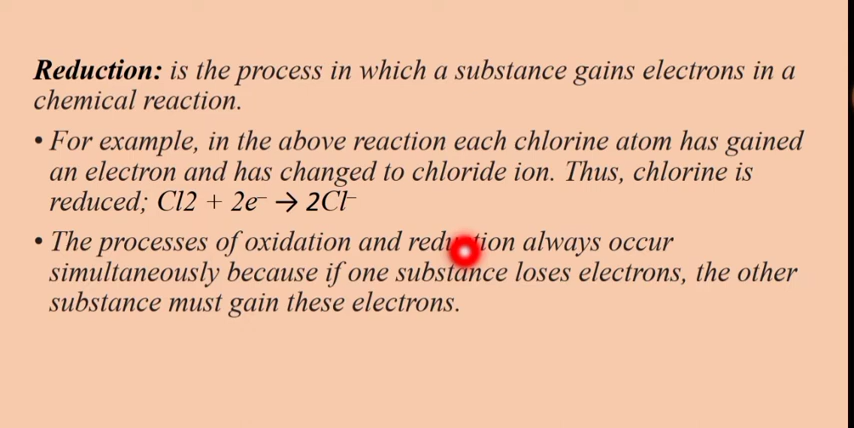 Reduction: is the process in which a substance gains electrons in a
chemical reaction.
• For example, in the above reaction each chlorine atom has gained
an electron and has changed to chloride ion. Thus, chlorine is
reduced; Cl2 + 2e⁻ → 2Cl⁻
• The processes of oxidation and reduction always occur
simultaneously because if one substance loses electrons, the other
substance must gain these electrons.